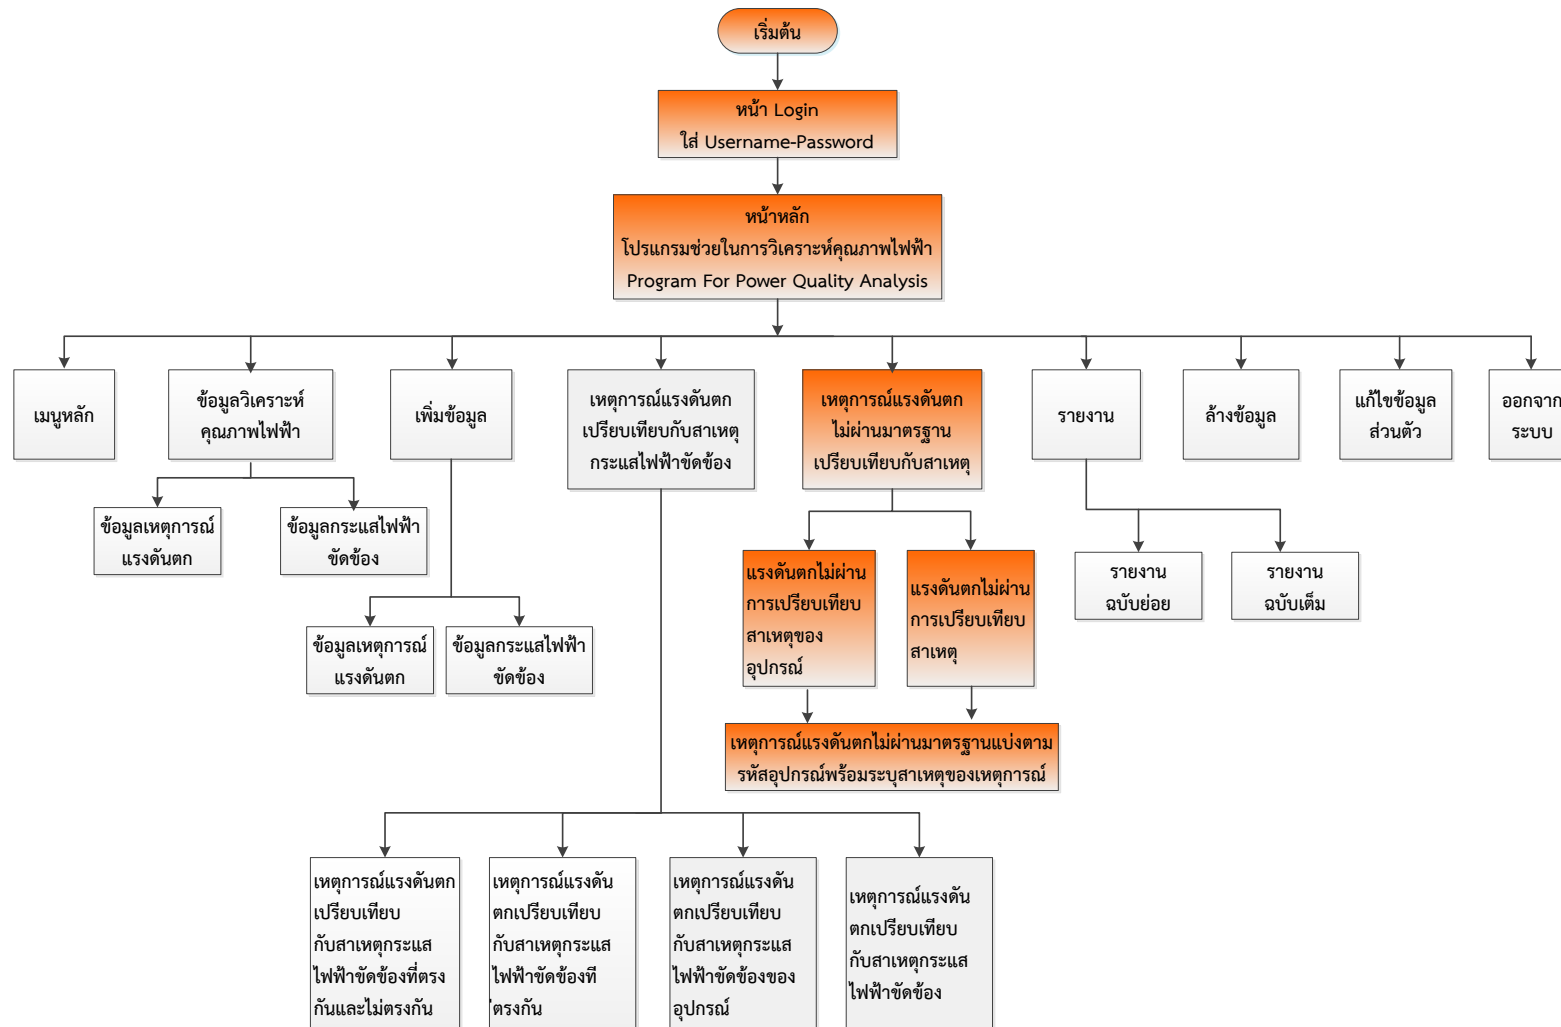 เริ่มต้น
หน้า Login
ใส่ Username-Password
หน้าหลัก
โปรแกรมช่วยในการวิเคราะห์คุณภาพไฟฟ้า
Program For Power Quality Analysis
เมนูหลัก
ข้อมูลวิเคราะห์
คุณภาพไฟฟ้า
เพิ่มข้อมูล
เหตุการณ์แรงดันตก
เปรียบเทียบกับสาเหตุ
กระแสไฟฟ้าขัดข้อง
เหตุการณ์แรงดันตก
ไม่ผ่านมาตรฐาน
เปรียบเทียบกับสาเหตุ
รายงาน
ล้างข้อมูล
แก้ไขข้อมูล
ส่วนตัว
ออกจาก
ระบบ
ข้อมูลเหตุการณ์
แรงดันตก
ข้อมูลกระแสไฟฟ้า
ขัดข้อง
ข้อมูลเหตุการณ์
แรงดันตก
ข้อมูลกระแสไฟฟ้า
ขัดข้อง
แรงดันตกไม่ผ่าน
การเปรียบเทียบ
สาเหตุของ
อุปกรณ์
แรงดันตกไม่ผ่าน
การเปรียบเทียบ
สาเหตุ
รายงาน
ฉบับย่อย
รายงาน
ฉบับเต็ม
เหตุการณ์แรงดันตกไม่ผ่านมาตรฐานแบ่งตาม
รหัสอุปกรณ์พร้อมระบุสาเหตุของเหตุการณ์
เหตุการณ์แรงดันตก
เปรียบเทียบ
กับสาเหตุกระแส
ไฟฟ้าขัดข้องที่ตรง
กันและไม่ตรงกัน
เหตุการณ์แรงดัน
ตกเปรียบเทียบ
กับสาเหตุกระแส
ไฟฟ้าขัดข้องที
่ตรงกัน
เหตุการณ์แรงดัน
ตกเปรียบเทียบ
กับสาเหตุกระแส
ไฟฟ้าขัดข้องของ
อุปกรณ์
เหตุการณ์แรงดัน
ตกเปรียบเทียบ
กับสาเหตุกระแส
ไฟฟ้าขัดข้อง